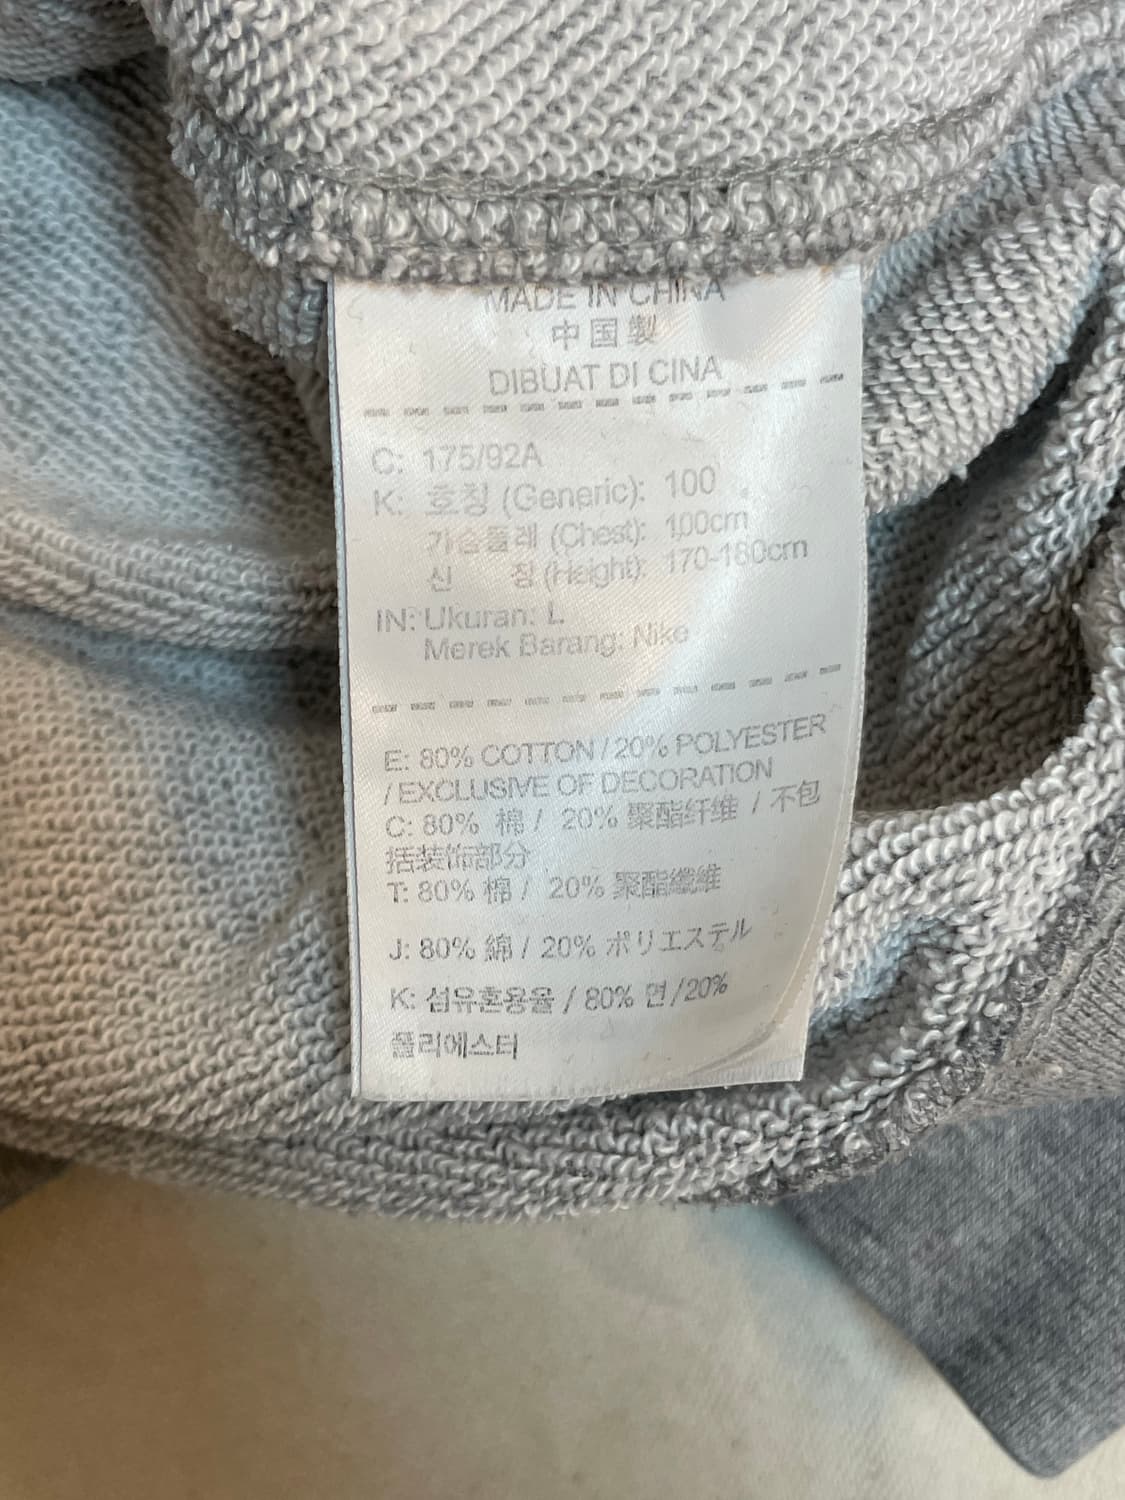 MADE IN CHINA
中国製
DIBUAT DI CINA
C: 175/92A
K: 호칭 (Generic): 100
가슴둘레 (Chest): 100cm
신 장 (Height): 170-180cm
IN: Ukuran: L
Merek Barang: Nike
E: 80% COTTON / 20% POLYESTER
/ EXCLUSIVE OF DECORATION
C: 80% 棉 / 20% 聚酯纤维 / 不包
括装饰部分
T: 80% 棉 / 20% 聚酯纖維
J: 80% 綿 / 20% ポリエステル
K: 섬유혼용율 / 80% 면 /20%
폴리에스터